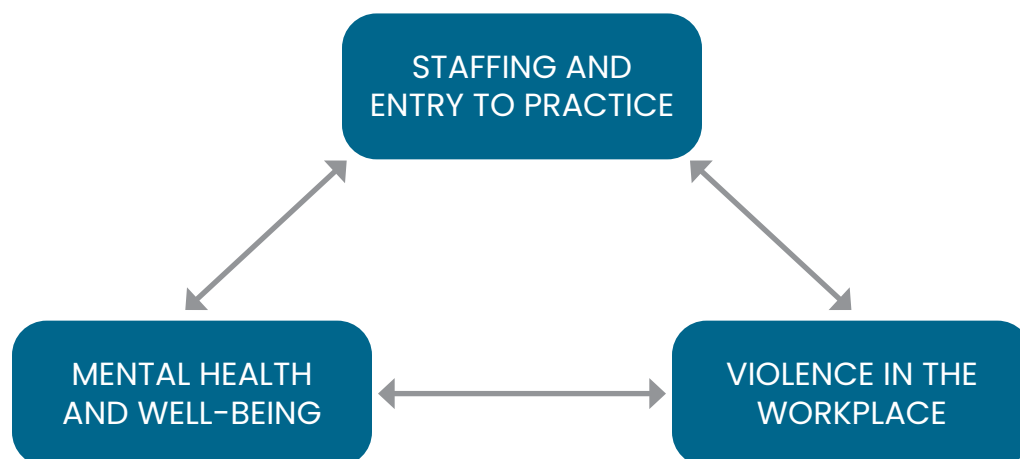 STAFFING AND
ENTRY TO PRACTICE
MENTAL HEALTH
AND WELL-BEING
VIOLENCE IN THE
WORKPLACE